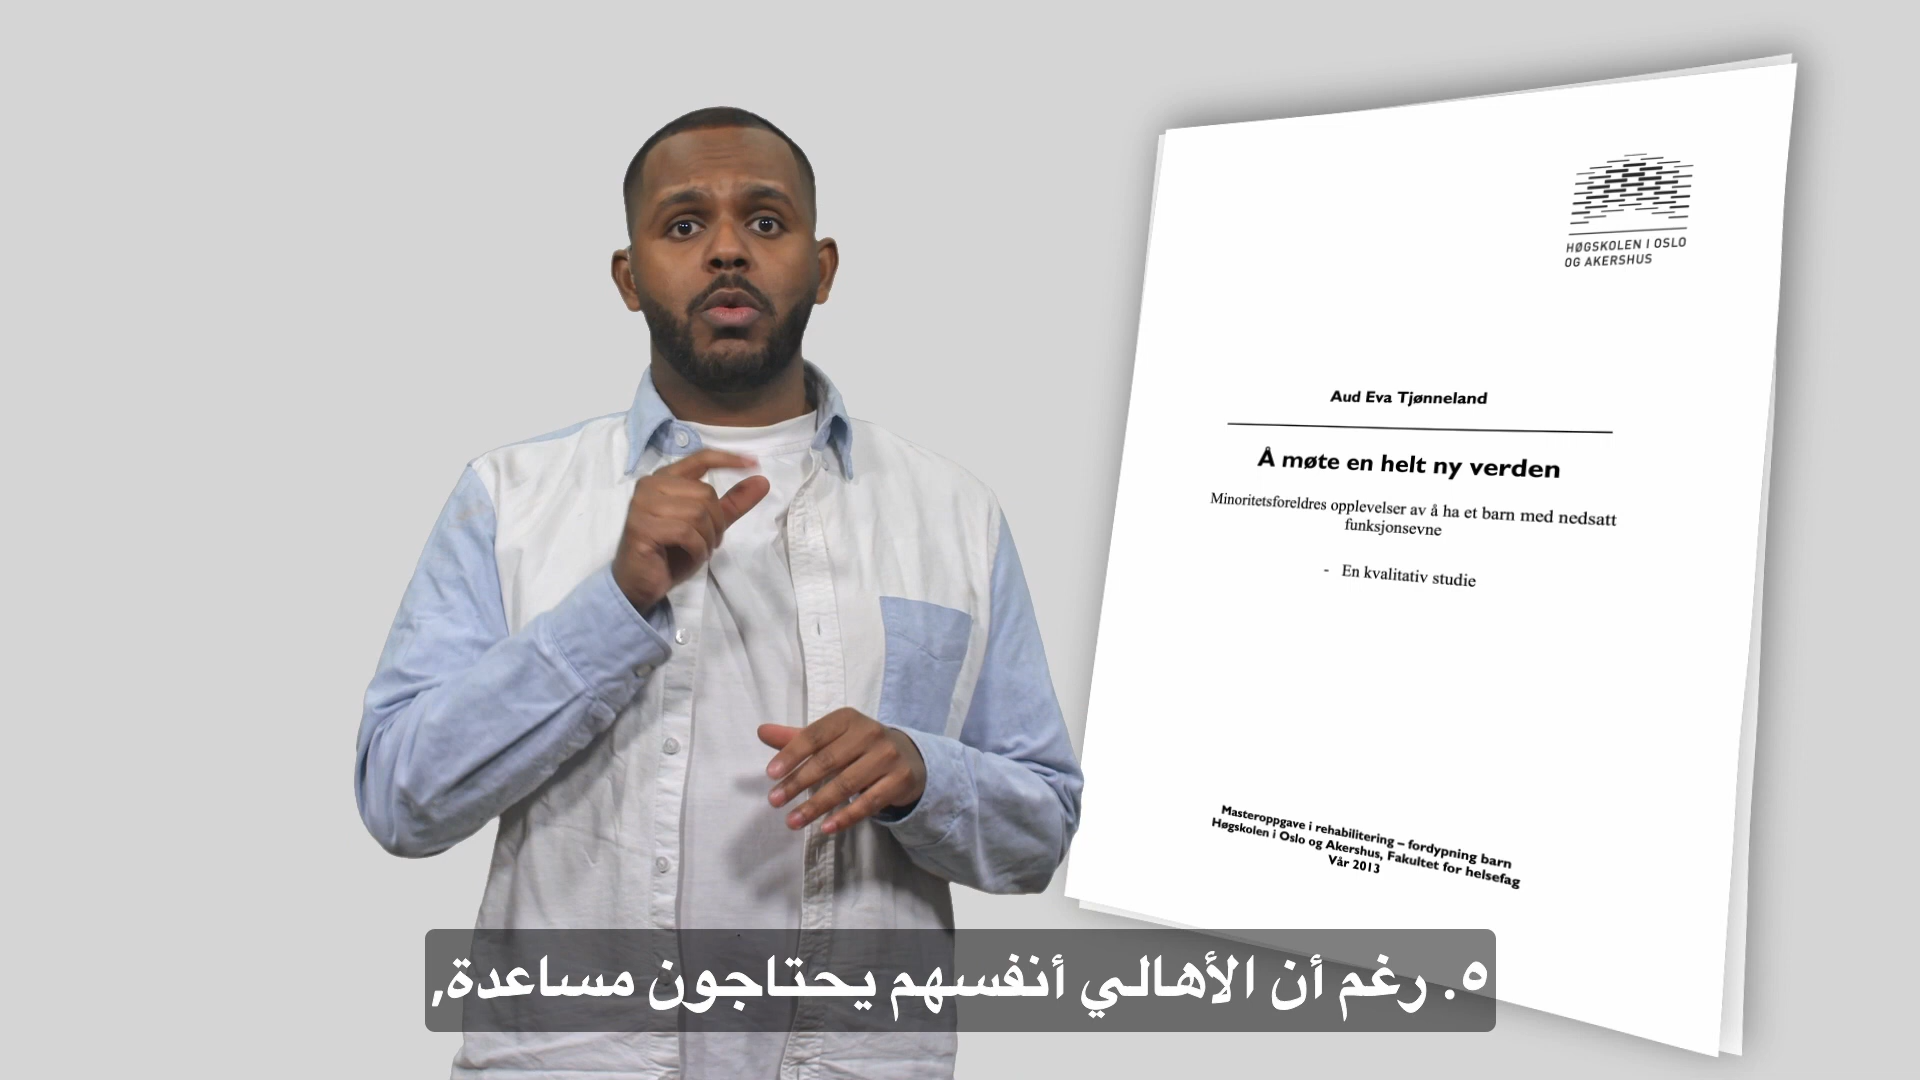 HØGSKOLEN I OSLO
OG AKERSHUS
Aud Eva Tjønneland
Å møte en helt ny verden
Minoritetsforeldres opplevelser av å ha et barn med nedsatt
funksjonsevne
- En kvalitativ studie
Masteroppgave i rehabilitering – fordypning barn
Høgskolen i Oslo og Akershus, Fakultet for helsefag
Vår 2013
٥. رغم أن الأهالي أنفسهم يحتاجون مساعدة,